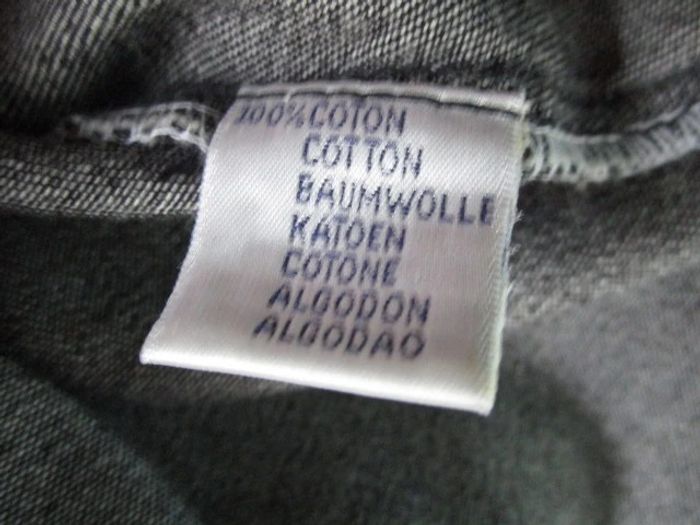 100% COTON
COTTON
BAUMWOLLE
KATOEN
COTONE
ALGODON
ALGODAO